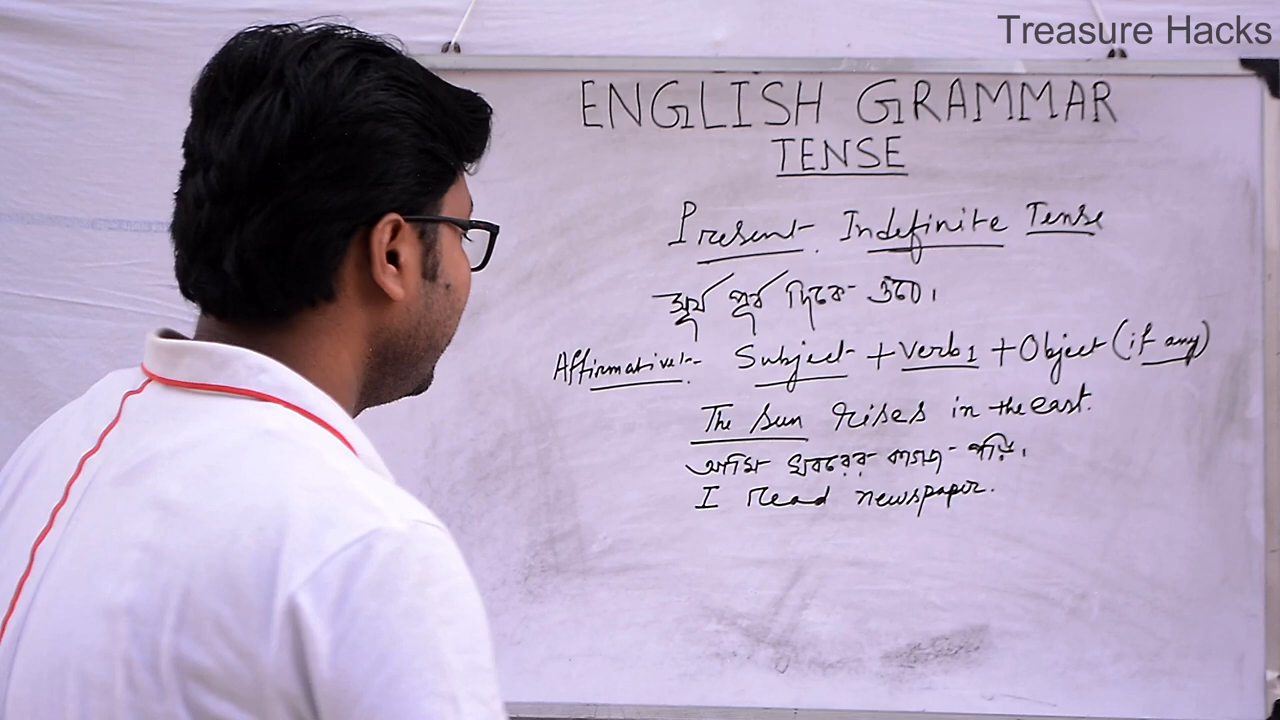 Treasure Hacks
ENGLISH GRAMMAR
TENSE
Present Indefinite Tense
সূর্য পূর্ব দিকে ওঠে।
Affirmative:- Subject + Verb1 + Object (if any)
The sun rises in the east.
আমি খবরের কাগজ পড়ি।
I read newspaper.